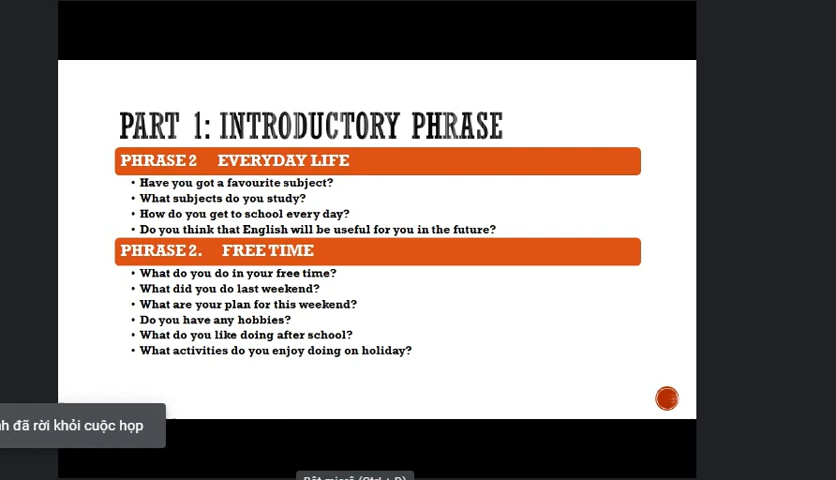 PART 1: INTRODUCTORY PHRASE
PHRASE 2 EVERYDAY LIFE
• Have you got a favourite subject?
• What subjects do you study?
• How do you get to school every day?
• Do you think that English will be useful for you in the future?
PHRASE 2. FREE TIME
• What do you do in your free time?
• What did you do last weekend?
• What are your plan for this weekend?
• Do you have any hobbies?
• What do you like doing after school?
• What activities do you enjoy doing on holiday?
đã rời khỏi cuộc họp
Bật micrô (Ctrl + D)